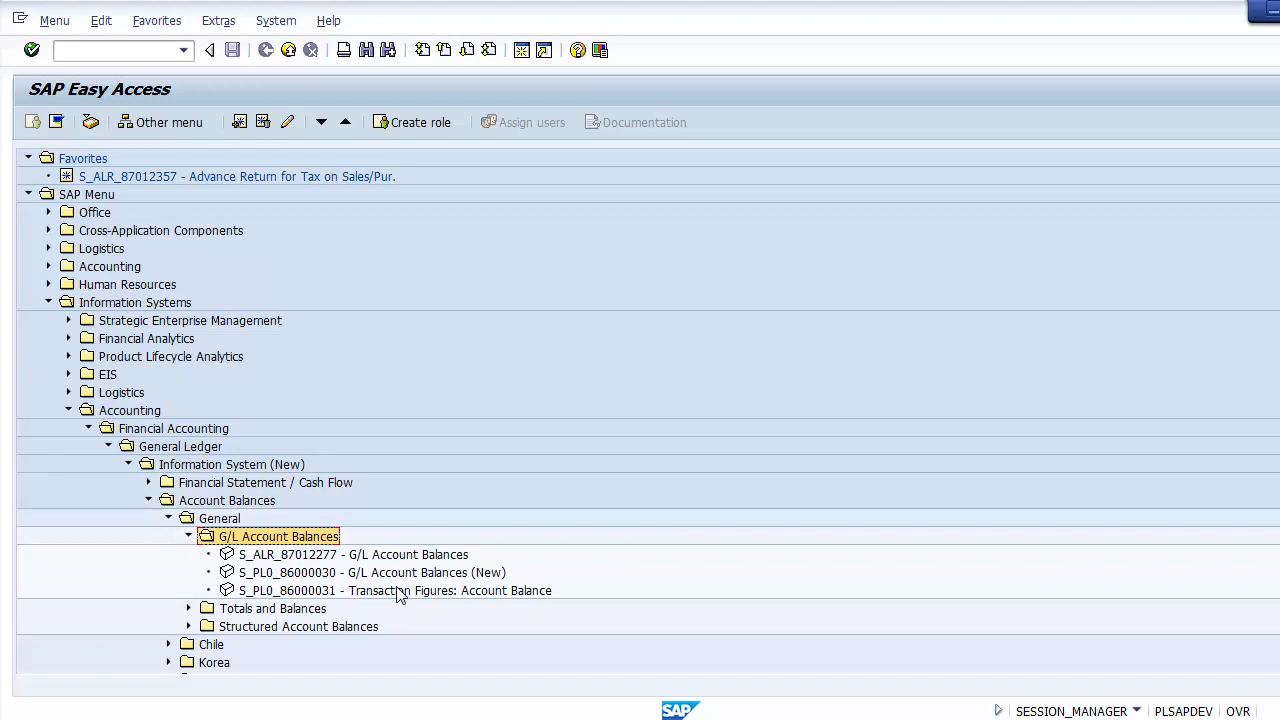 Menu Edit Favorites Extras System Help
SAP Easy Access
Other menu Create role Assign users Documentation
Favorites
S_ALR_87012357 - Advance Return for Tax on Sales/Pur.
SAP Menu
Office
Cross-Application Components
Logistics
Accounting
Human Resources
Information Systems
Strategic Enterprise Management
Financial Analytics
Product Lifecycle Analytics
EIS
Logistics
Accounting
Financial Accounting
General Ledger
Information System (New)
Financial Statement / Cash Flow
Account Balances
General
G/L Account Balances
S_ALR_87012277 - G/L Account Balances
S_PL0_86000030 - G/L Account Balances (New)
S_PL0_86000031 - Transaction Figures: Account Balance
Totals and Balances
Structured Account Balances
Chile
Korea
SAP SESSION_MANAGER PLSAPDEV OVR